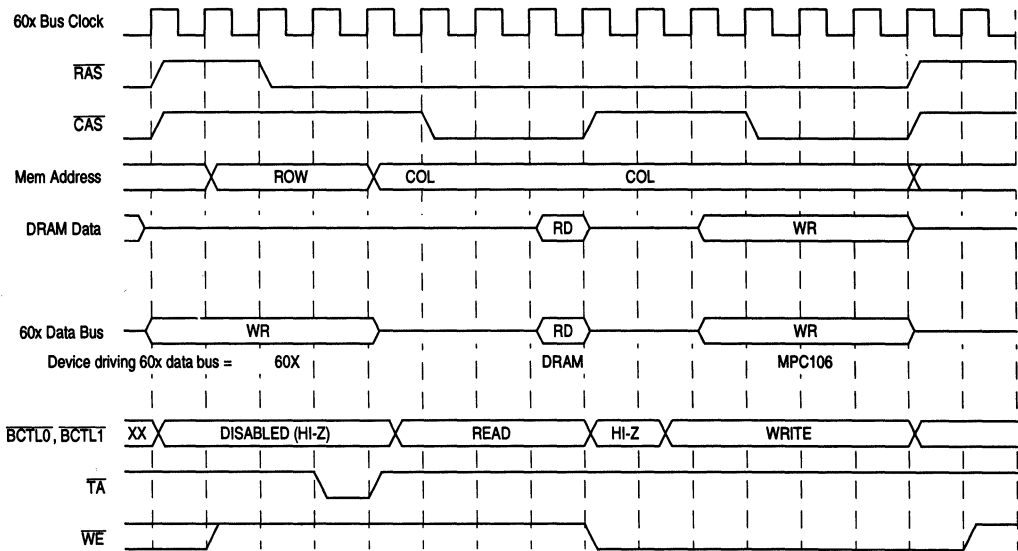 60x Bus Clock
RAS
CAS
Mem Address ROW COL COL
DRAM Data RD WR
60x Data Bus WR RD WR
Device driving 60x data bus = 60X DRAM MPC106
BCTL0, BCTL1 XX DISABLED (HI-Z) READ HI-Z WRITE
TA
WE